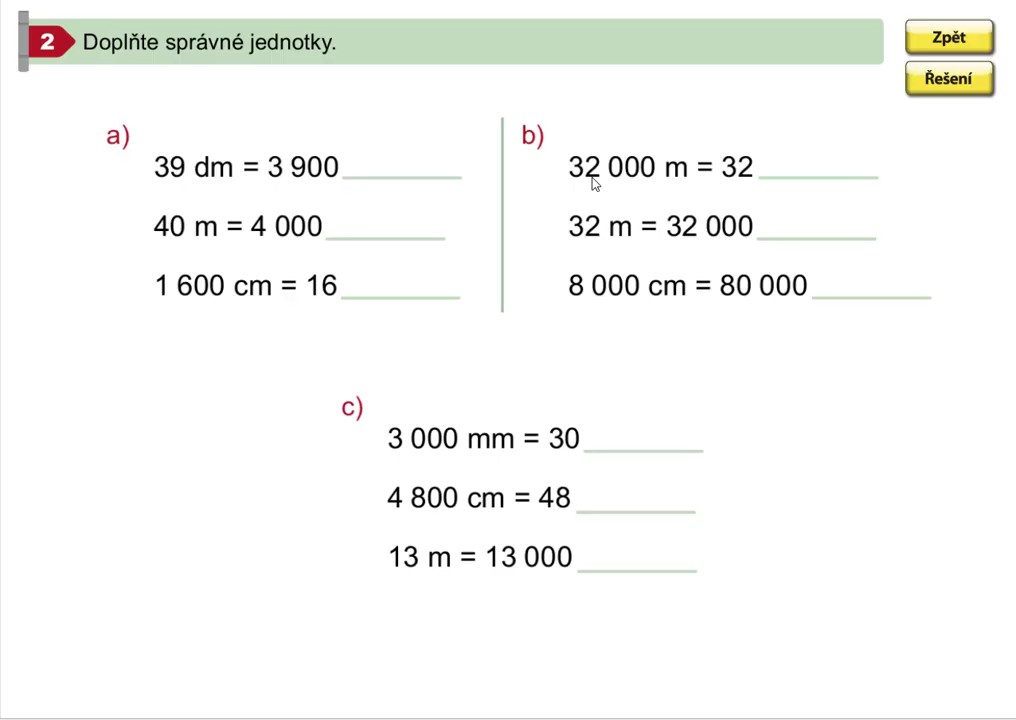 2 Doplňte správné jednotky.
Zpět
Řešení
a)
39 dm = 3 900
40 m = 4 000
1 600 cm = 16
b)
32 000 m = 32
32 m = 32 000
8 000 cm = 80 000
c)
3 000 mm = 30
4 800 cm = 48
13 m = 13 000